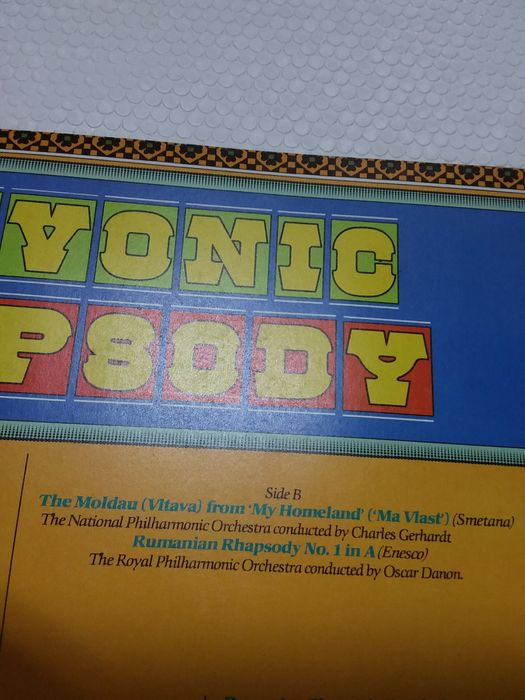 VONIC
PSODY
Side B
The Moldau (Vltava) from 'My Homeland' ('Ma Vlast') (Smetana)
The National Philharmonic Orchestra conducted by Charles Gerhardt
Rumanian Rhapsody No. 1 in A (Enesco)
The Royal Philharmonic Orchestra conducted by Oscar Danon.